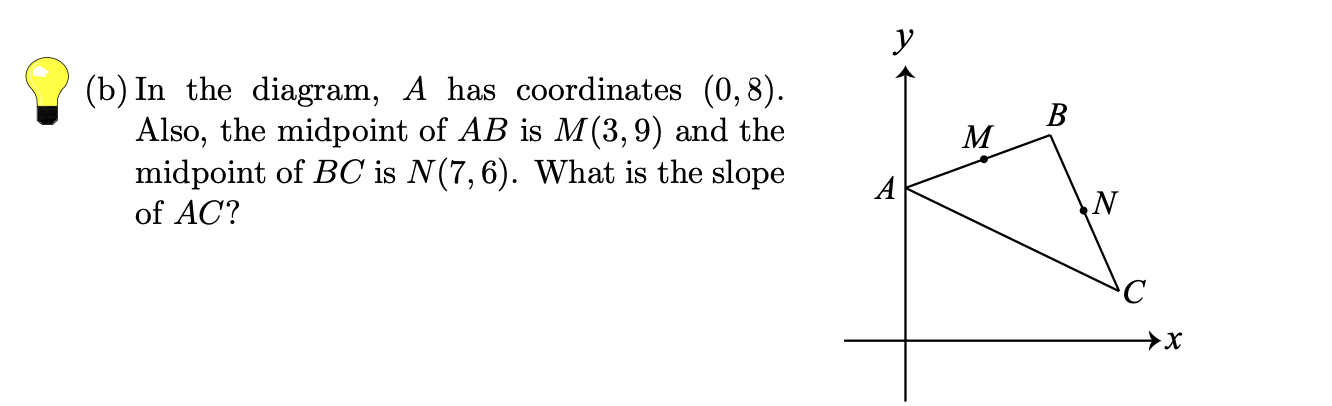 (b) In the diagram, A has coordinates (0, 8).
Also, the midpoint of AB is M(3, 9) and the
midpoint of BC is N(7, 6). What is the slope
of AC?
y
B
M
A
N
C
x